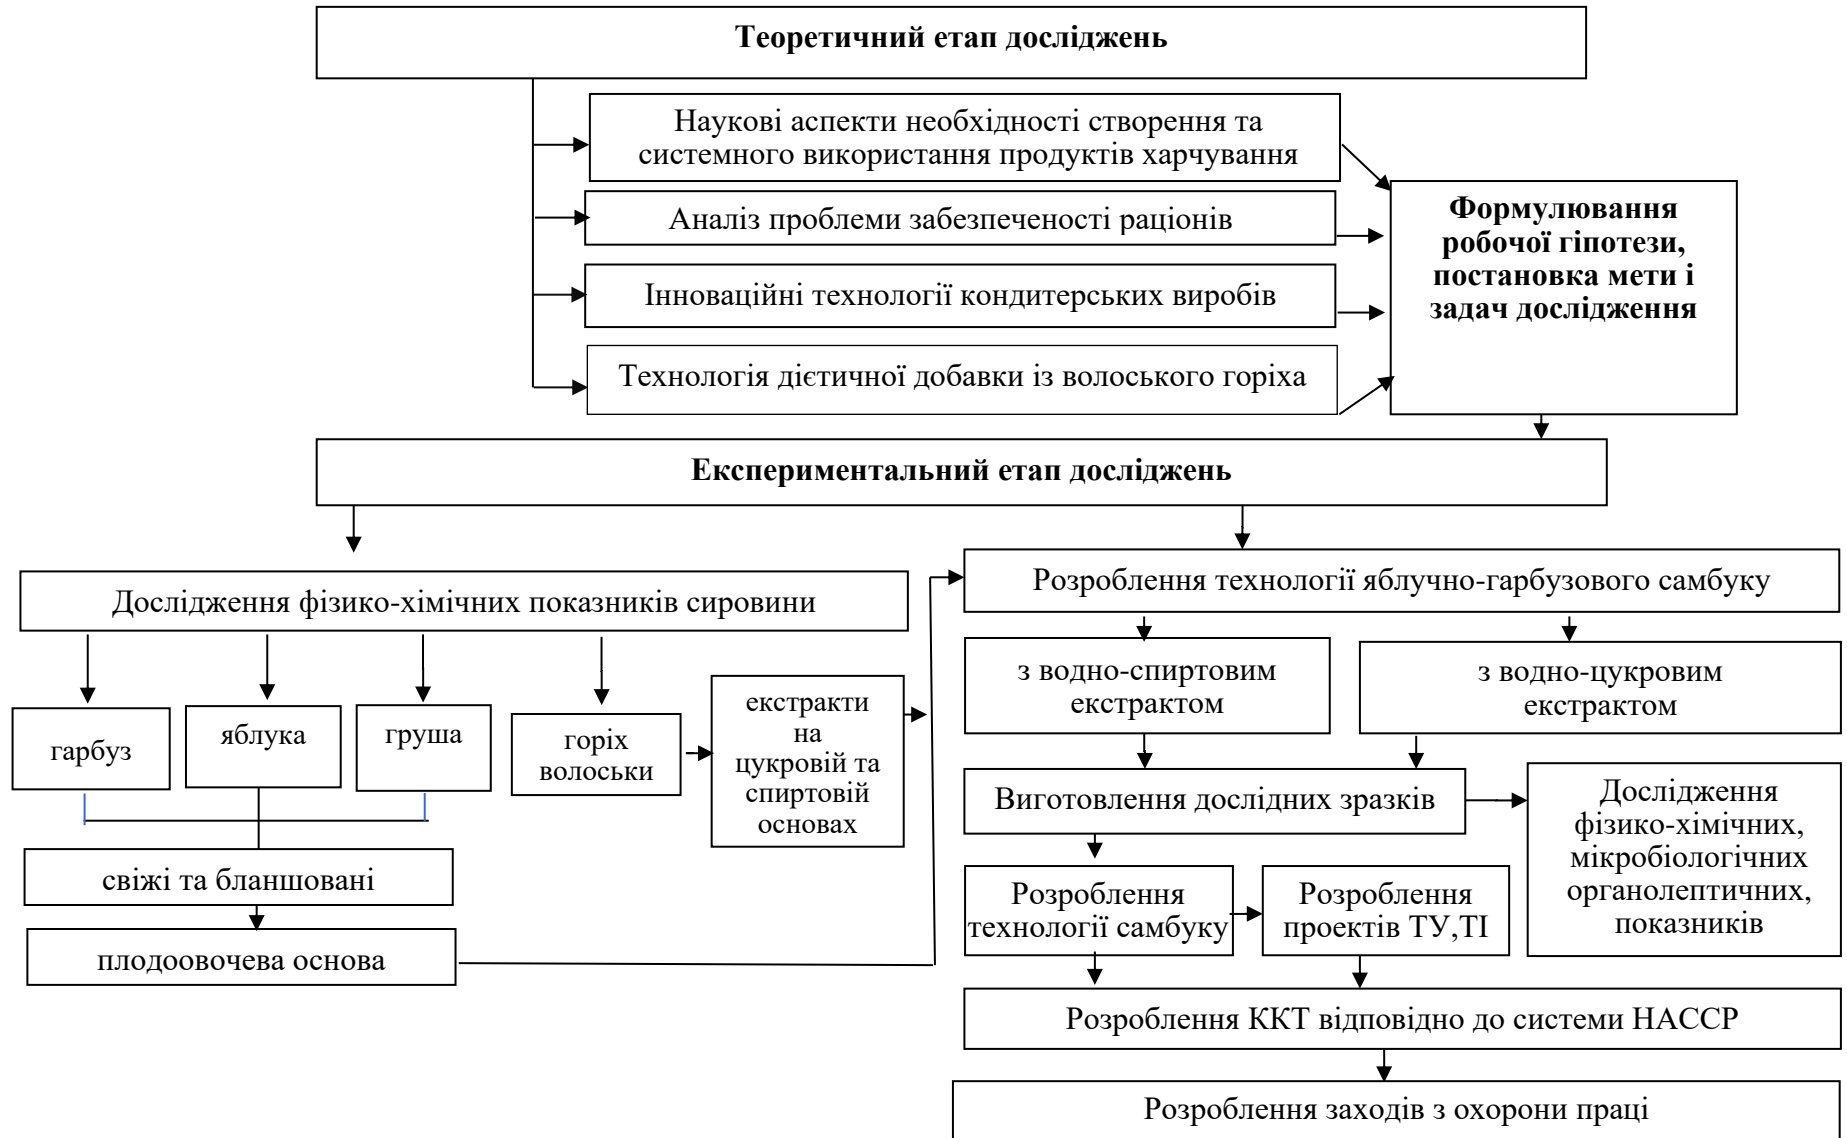 Теоретичний етап досліджень
Наукові аспекти необхідності створення та
системного використання продуктів харчування
Аналіз проблеми забезпеченості раціонів
Інноваційні технології кондитерських виробів
Технологія дієтичної добавки із волоського горіха
Формулювання
робочої гіпотези,
постановка мети і
задач дослідження
Експериментальний етап досліджень
Дослідження фізико-хімічних показників сировини
гарбуз
яблука
груша
горіх
волоськи
екстракти
на
цукровій та
спиртовій
основах
свіжі та бланшовані
плодоовочева основа
Розроблення технології яблучно-гарбузового самбуку
з водно-спиртовим
екстрактом
з водно-цукровим
екстрактом
Виготовлення дослідних зразків
Дослідження
фізико-хімічних,
мікробіологічних
органолептичних,
показників
Розроблення
технології самбуку
Розроблення
проектів ТУ,ТІ
Розроблення ККТ відповідно до системи НАССР
Розроблення заходів з охорони праці